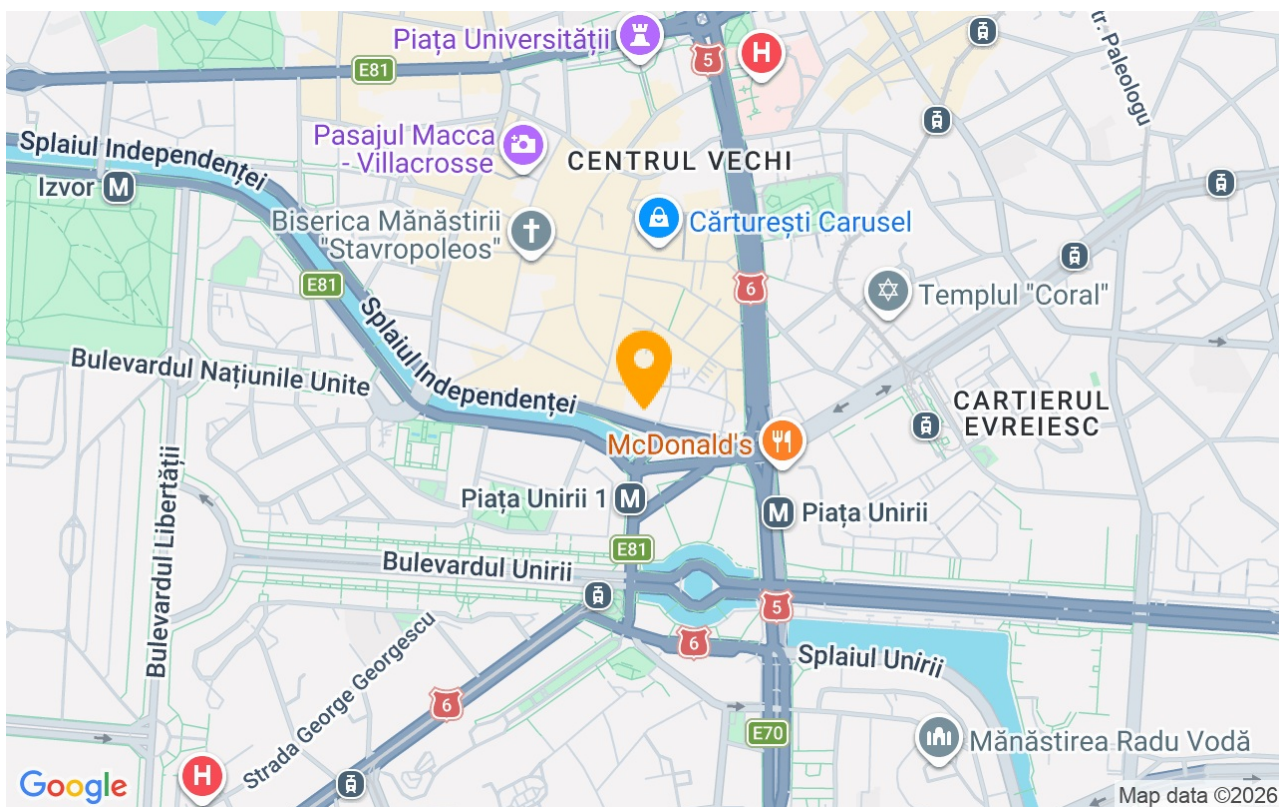 Piața Universității
5
H
tr. Paleologu
E81
Splaiul Independenței
Izvor M
Pasajul Macca
- Villacrosse
CENTRUL VECHI
Biserica Mănăstirii
"Stavropoleos"
Cărturești Carusel
E81
6
Templul "Coral"
Splaiul Independenței
Bulevardul Națiunile Unite
CARTIERUL
EVREIESC
McDonald's
Piața Unirii 1 M
M Piața Unirii
Bulevardul Libertății
E81
Bulevardul Unirii
5
6
Splaiul Unirii
Strada George Georgescu
6
E70
Mănăstirea Radu Vodă
H
Google
Map data ©2026